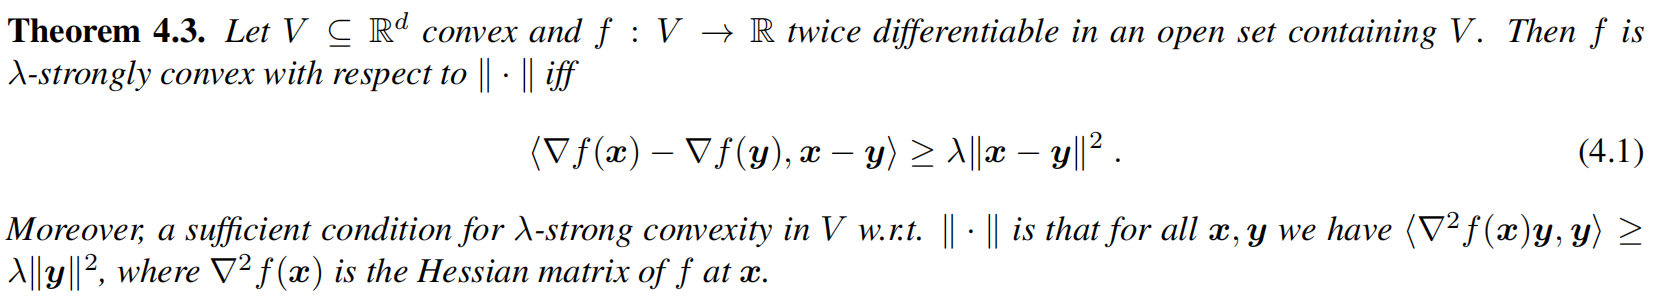 Theorem 4.3. Let V ⊆ ℝᵈ convex and f : V → ℝ twice differentiable in an open set containing V. Then f is
λ-strongly convex with respect to ‖ · ‖ iff
⟨∇f(𝒙) − ∇f(𝒚), 𝒙 − 𝒚⟩ ≥ λ‖𝒙 − 𝒚‖² . (4.1)
Moreover, a sufficient condition for λ-strong convexity in V w.r.t. ‖ · ‖ is that for all 𝒙, 𝒚 we have ⟨∇²f(𝒙)𝒚, 𝒚⟩ ≥
λ‖𝒚‖², where ∇²f(𝒙) is the Hessian matrix of f at 𝒙.